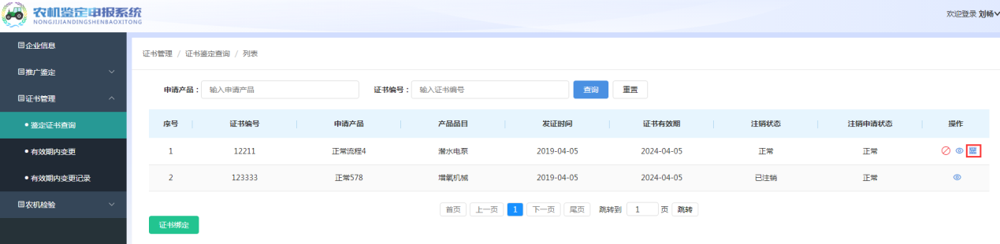 农机鉴定申报系统
NONGJIJIANDINGSHENBAOXITONG
欢迎登录 刘畅
企业信息
推广鉴定
证书管理
鉴定证书查询
有效期内变更
有效期内变更记录
农机检验
证书管理 / 证书鉴定查询 / 列表
申请产品： 输入申请产品 证书编号： 输入证书编号 查询 重置
序号 证书编号 申请产品 产品品目 发证时间 证书有效期 注销状态 注销申请状态 操作
1 12211 正常流程4 潜水电泵 2019-04-05 2024-04-05 正常 正常
2 123333 正常578 增氧机械 2019-04-05 2024-04-05 已注销 正常
首页 上一页 1 下一页 尾页 跳转到 1 页 跳转
证书绑定